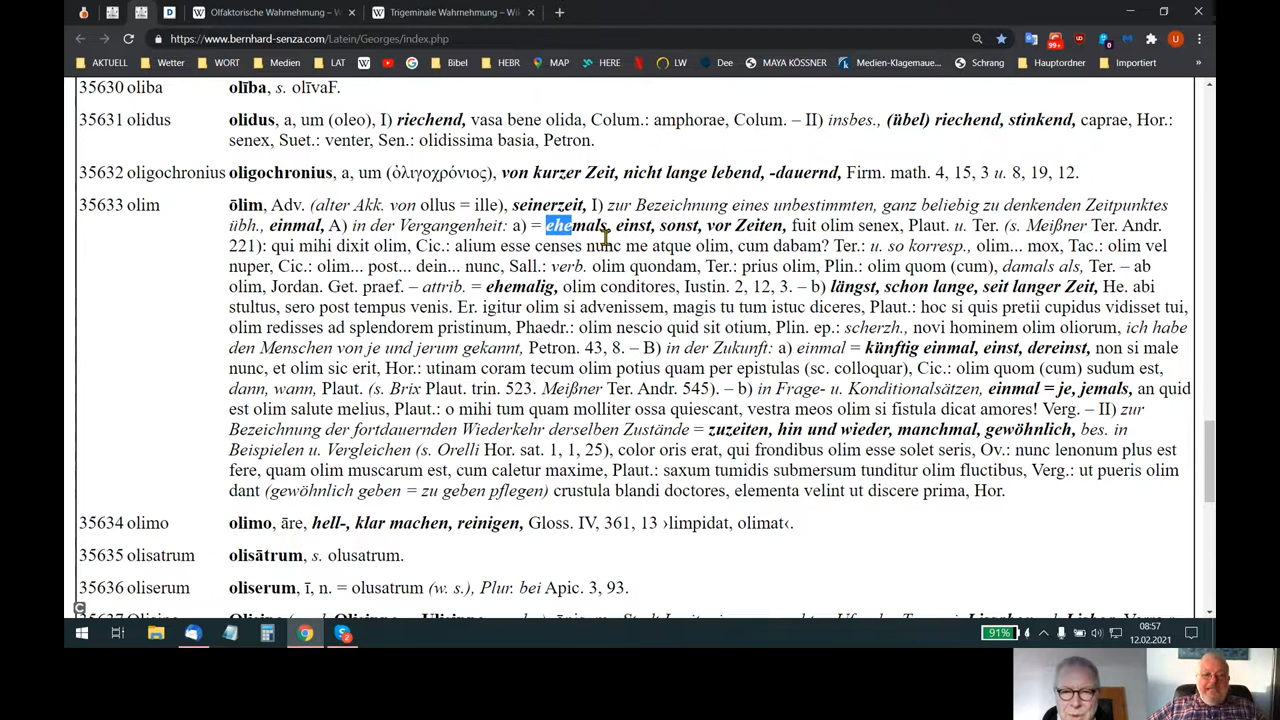 Olfaktorische Wahrnehmung – W
Trigeminale Wahrnehmung – Wik
https://www.bernhard-senza.com/Latein/Georges/index.php
AKTUELL Wetter WORT Medien LAT Bibel HEBR MAP HERE LW Dee MAYA KÖSSNER Medien-Klagemaue... Schrang Hauptordner Importiert
35630 oliba olība, s. olīvaF.
35631 olidus olidus, a, um (oleo), I) riechend, vasa bene olida, Colum.: amphorae, Colum. – II) insbes., (übel) riechend, stinkend, caprae, Hor.:
senex, Suet.: venter, Sen.: olidissima basia, Petron.
35632 oligochronius oligochronius, a, um (ὀλιγοχρόνιος), von kurzer Zeit, nicht lange lebend, -dauernd, Firm. math. 4, 15, 3 u. 8, 19, 12.
35633 olim ōlim, Adv. (alter Akk. von ollus = ille), seinerzeit, I) zur Bezeichnung eines unbestimmten, ganz beliebig zu denkenden Zeitpunktes
übh., einmal, A) in der Vergangenheit: a) = ehemals, einst, sonst, vor Zeiten, fuit olim senex, Plaut. u. Ter. (s. Meißner Ter. Andr.
221): qui mihi dixit olim, Cic.: alium esse censes nunc me atque olim, cum dabam? Ter.: u. so korresp., olim... mox, Tac.: olim vel
nuper, Cic.: olim... post... dein... nunc, Sall.: verb. olim quondam, Ter.: prius olim, Plin.: olim quom (cum), damals als, Ter. – ab
olim, Jordan. Get. praef. – attrib. = ehemalig, olim conditores, Iustin. 2, 12, 3. – b) längst, schon lange, seit langer Zeit, He. abi
stultus, sero post tempus venis. Er. igitur olim si advenissem, magis tu tum istuc diceres, Plaut.: hoc si quis pretii cupidus vidisset tui,
olim redisses ad splendorem pristinum, Phaedr.: olim nescio quid sit otium, Plin. ep.: scherzh., novi hominem olim oliorum, ich habe
den Menschen von je und jerum gekannt, Petron. 43, 8. – B) in der Zukunft: a) einmal = künftig einmal, einst, dereinst, non si male
nunc, et olim sic erit, Hor.: utinam coram tecum olim potius quam per epistulas (sc. colloquar), Cic.: olim quom (cum) sudum est,
dann, wann, Plaut. (s. Brix Plaut. trin. 523. Meißner Ter. Andr. 545). – b) in Frage- u. Konditionalsätzen, einmal = je, jemals, an quid
est olim salute melius, Plaut.: o mihi tum quam molliter ossa quiescant, vestra meos olim si fistula dicat amores! Verg. – II) zur
Bezeichnung der fortdauernden Wiederkehr derselben Zustände = zuzeiten, hin und wieder, manchmal, gewöhnlich, bes. in
Beispielen u. Vergleichen (s. Orelli Hor. sat. 1, 1, 25), color oris erat, qui frondibus olim esse solet seris, Ov.: nunc lenonum plus est
fere, quam olim muscarum est, cum caletur maxime, Plaut.: saxum tumidis submersum tunditur olim fluctibus, Verg.: ut pueris olim
dant (gewöhnlich geben = zu geben pflegen) crustula blandi doctores, elementa velint ut discere prima, Hor.
35634 olimo olimo, āre, hell-, klar machen, reinigen, Gloss. IV, 361, 13 ›limpidat, olimat‹.
35635 olisatrum olisātrum, s. olusatrum.
35636 oliserum oliserum, ī, n. = olusatrum (w. s.), Plur. bei Apic. 3, 93.
91%
08:57
12.02.2021